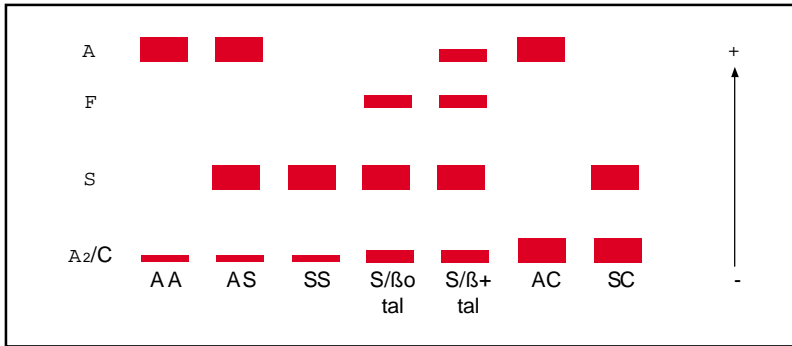 A +
F
S
A2/C
AA AS SS S/ßo tal S/ß+ tal AC SC -